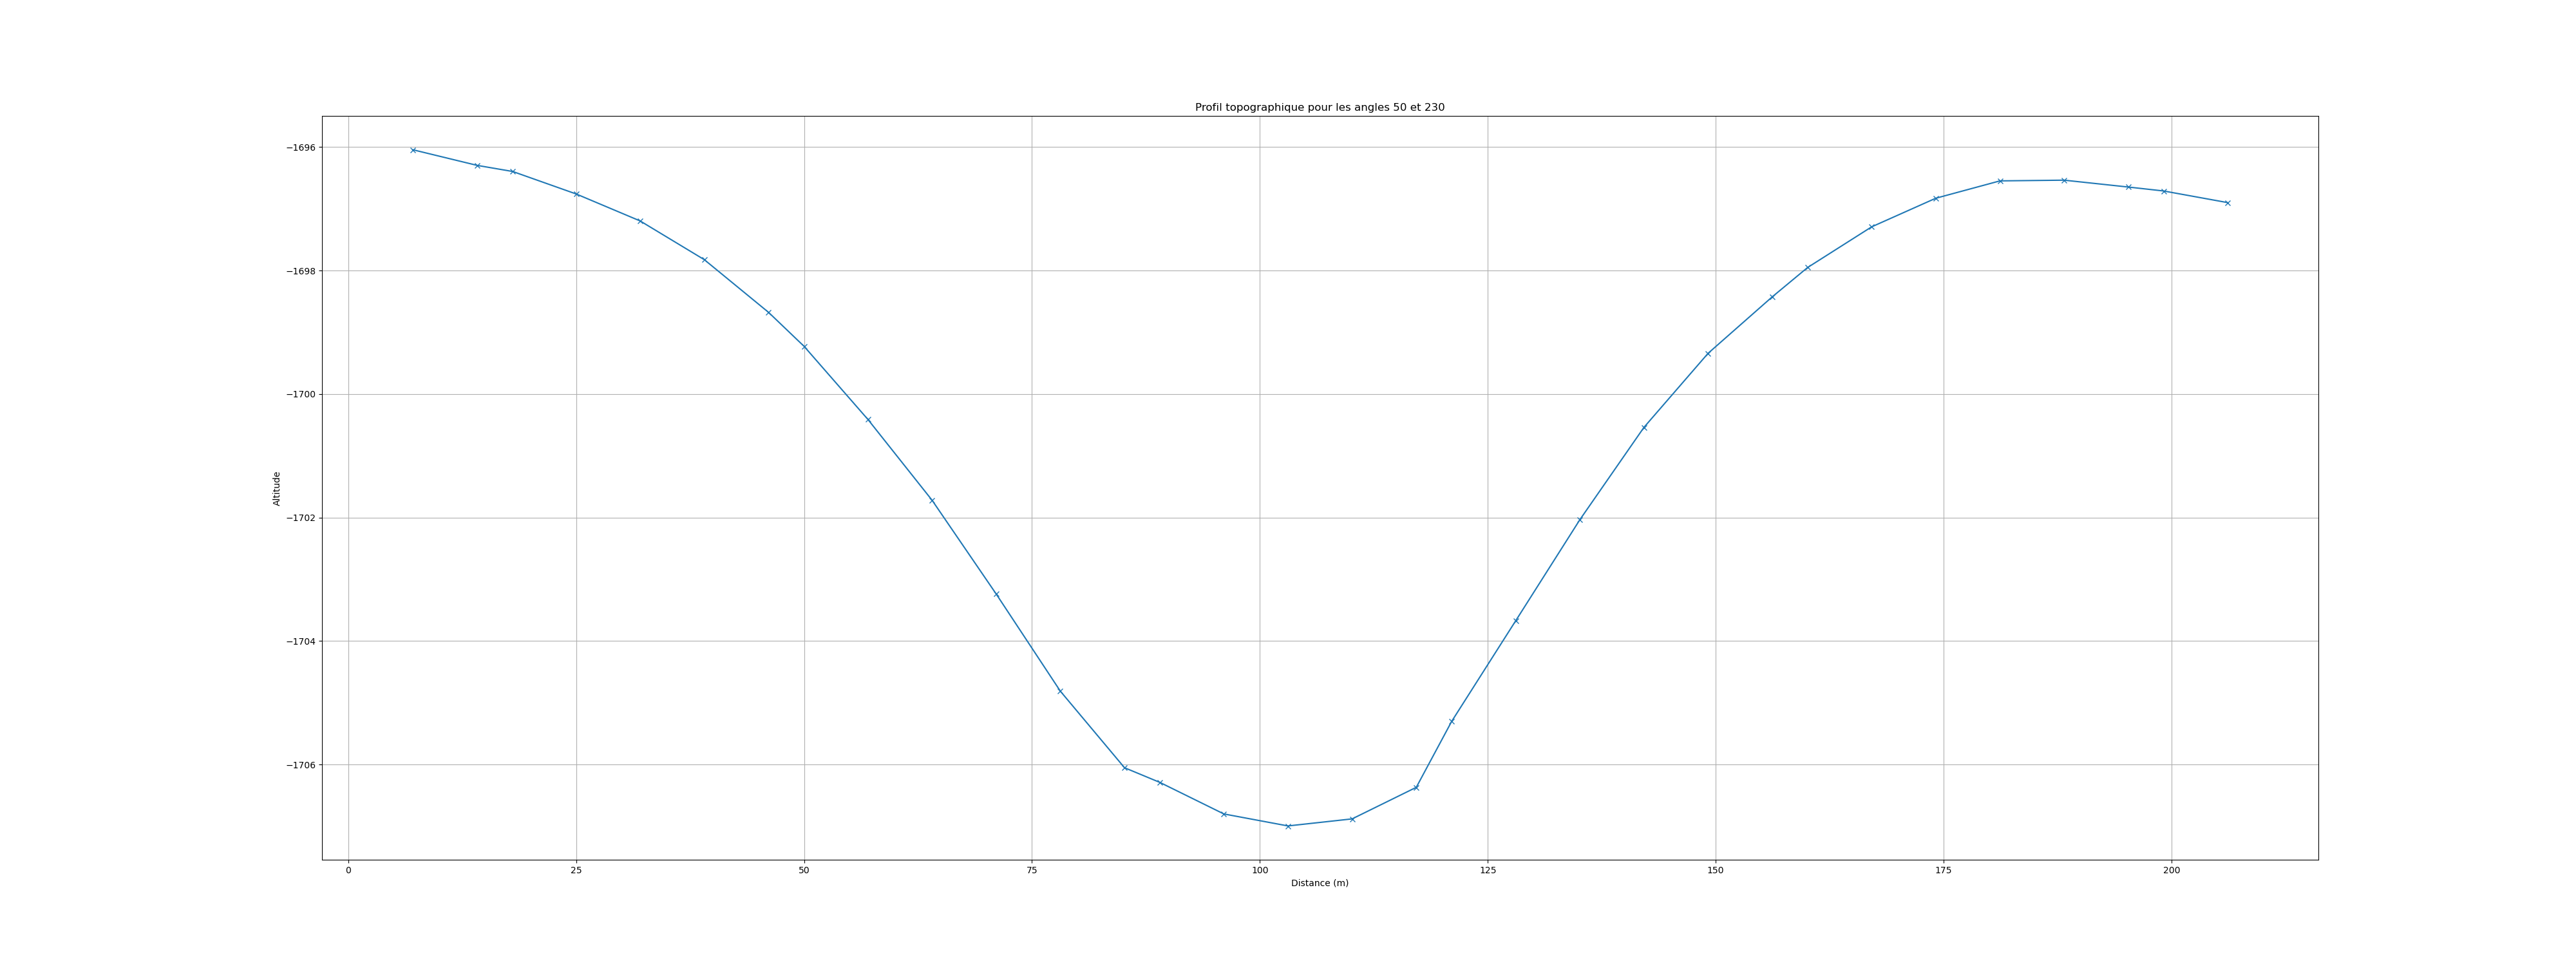 Profil topographique pour les angles 50 et 230
−1696
−1698
−1700
Altitude
−1702
−1704
−1706
0 25 50 75 100 125 150 175 200
Distance (m)